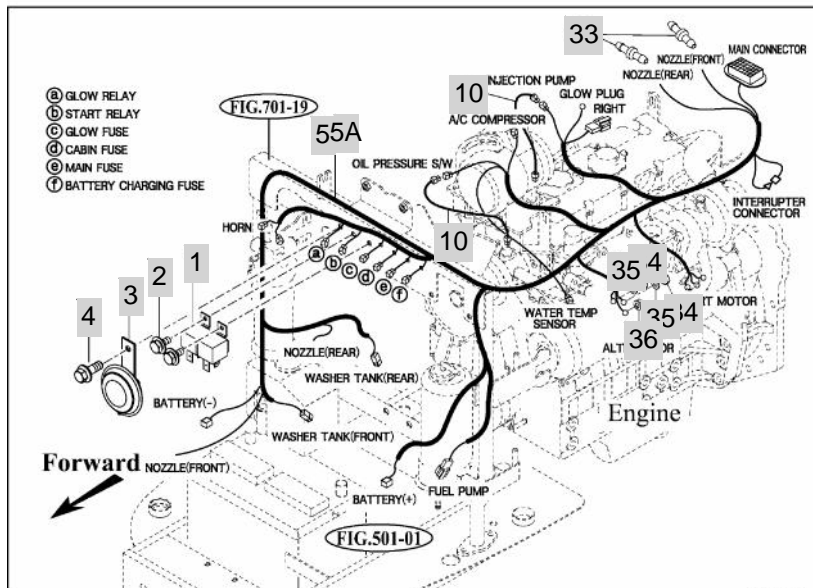 33
MAIN CONNECTOR
NOZZLE(FRONT)
NOZZLE(REAR)
ⓐ GLOW RELAY
ⓑ START RELAY
ⓒ GLOW FUSE
ⓓ CABIN FUSE
ⓔ MAIN FUSE
ⓕ BATTERY CHARGING FUSE
FIG.701-19
10
INJECTION PUMP
GLOW PLUG
RIGHT
A/C COMPRESSOR
55A
OIL PRESSURE S/W
INTERRUPTER
CONNECTOR
HORN
10
ⓐ
ⓑ
ⓒ
ⓓ
ⓔ
ⓕ
1
2
3
4
35
4
WATER TEMP
SENSOR
35
34
36
NOZZLE(REAR)
WASHER TANK(REAR)
BATTERY(-)
WASHER TANK(FRONT)
Engine
Forward
NOZZLE(FRONT)
BATTERY(+)
FUEL PUMP
FIG.501-01